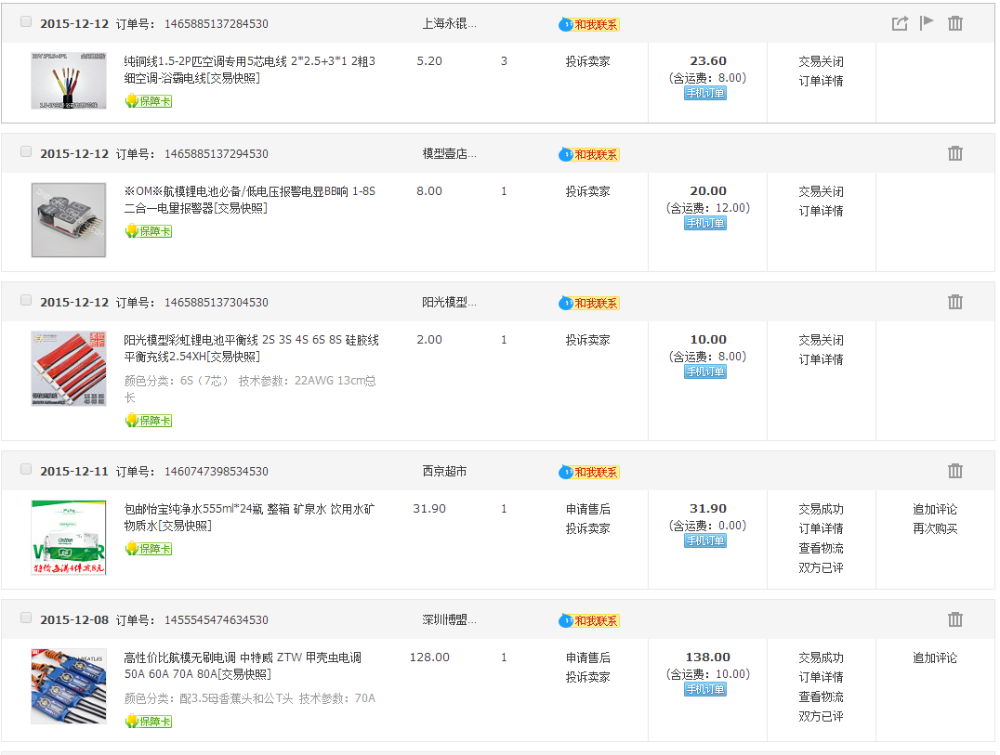 2015-12-12 订单号: 1465885137284530 上海永锟... 和我联系
纯铜线1.5-2P匹空调专用5芯电线 2*2.5+3*1 2粗3 5.20 3 投诉卖家 23.60 交易关闭
细空调-浴霸电线[交易快照] (含运费: 8.00) 订单详情
手机订单
保障卡
2015-12-12 订单号: 1465885137294530 模型壹店... 和我联系
※OM※航模锂电池必备/低电压报警电显BB响 1-8S 8.00 1 投诉卖家 20.00 交易关闭
二合一电量报警器[交易快照] (含运费: 12.00) 订单详情
手机订单
保障卡
2015-12-12 订单号: 1465885137304530 阳光模型... 和我联系
阳光模型彩虹锂电池平衡线 2S 3S 4S 6S 8S 硅胶线 2.00 1 投诉卖家 10.00 交易关闭
平衡充线2.54XH[交易快照] (含运费: 8.00) 订单详情
手机订单
颜色分类: 6S（7芯） 技术参数: 22AWG 13cm总
长
保障卡
2015-12-11 订单号: 1460747398534530 西京超市 和我联系
包邮怡宝纯净水555ml*24瓶 整箱 矿泉水 饮用水矿 31.90 1 申请售后 31.90 交易成功 追加评论
物质水[交易快照] 投诉卖家 (含运费: 0.00) 订单详情 再次购买
手机订单
保障卡 查看物流
特价每满1件减8元 双方已评
2015-12-08 订单号: 1455545474634530 深圳博盟... 和我联系
高性价比航模无刷电调 中特威 ZTW 甲壳虫电调 128.00 1 申请售后 138.00 交易成功 追加评论
50A 60A 70A 80A[交易快照] 投诉卖家 (含运费: 10.00) 订单详情
手机订单
颜色分类: 配3.5母香蕉头和公T头 技术参数: 70A 查看物流
保障卡 双方已评